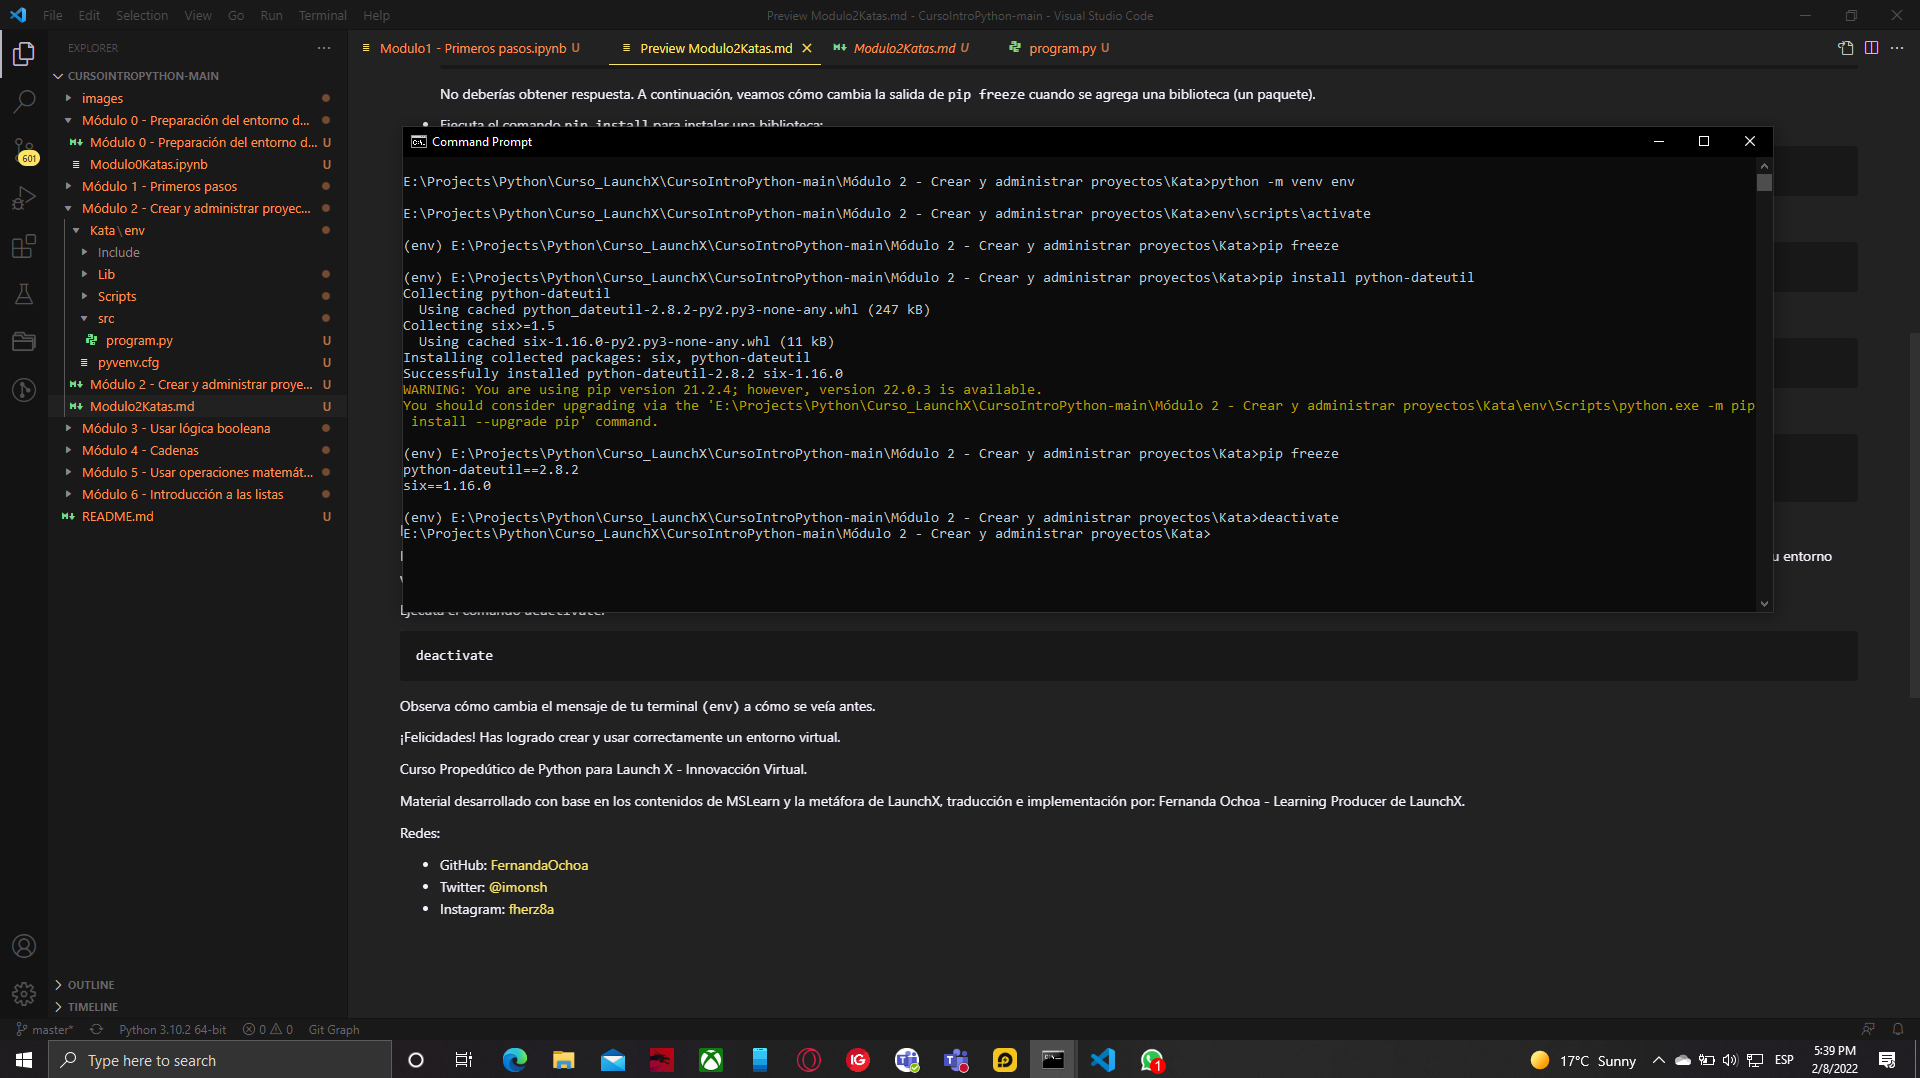 File Edit Selection View Go Run Terminal Help
Preview Modulo2Katas.md - CursoIntroPython-main - Visual Studio Code
EXPLORER
Modulo1 - Primeros pasos.ipynb U
Preview Modulo2Katas.md
Modulo2Katas.md U
program.py U
CURSOINTROPYTHON-MAIN
images
Módulo 0 - Preparación del entorno d...
Módulo 0 - Preparación del entorno d... U
Modulo0Katas.ipynb U
Módulo 1 - Primeros pasos
Módulo 2 - Crear y administrar proyec...
Kata\env
Include
Lib
Scripts
src
program.py U
pyvenv.cfg U
Módulo 2 - Crear y administrar proye... U
Modulo2Katas.md U
Módulo 3 - Usar lógica booleana
Módulo 4 - Cadenas
Módulo 5 - Usar operaciones matemát...
Módulo 6 - Introducción a las listas
README.md U
601
OUTLINE
TIMELINE
No deberías obtener respuesta. A continuación, veamos cómo cambia la salida de pip freeze cuando se agrega una biblioteca (un paquete).
Ejecuta el comando pip install para instalar una biblioteca:
Command Prompt
E:\Projects\Python\Curso_LaunchX\CursoIntroPython-main\Módulo 2 - Crear y administrar proyectos\Kata>python -m venv env
E:\Projects\Python\Curso_LaunchX\CursoIntroPython-main\Módulo 2 - Crear y administrar proyectos\Kata>env\scripts\activate
(env) E:\Projects\Python\Curso_LaunchX\CursoIntroPython-main\Módulo 2 - Crear y administrar proyectos\Kata>pip freeze
(env) E:\Projects\Python\Curso_LaunchX\CursoIntroPython-main\Módulo 2 - Crear y administrar proyectos\Kata>pip install python-dateutil
Collecting python-dateutil
Using cached python_dateutil-2.8.2-py2.py3-none-any.whl (247 kB)
Collecting six>=1.5
Using cached six-1.16.0-py2.py3-none-any.whl (11 kB)
Installing collected packages: six, python-dateutil
Successfully installed python-dateutil-2.8.2 six-1.16.0
WARNING: You are using pip version 21.2.4; however, version 22.0.3 is available.
You should consider upgrading via the 'E:\Projects\Python\Curso_LaunchX\CursoIntroPython-main\Módulo 2 - Crear y administrar proyectos\Kata\env\Scripts\python.exe -m pip
install --upgrade pip' command.
(env) E:\Projects\Python\Curso_LaunchX\CursoIntroPython-main\Módulo 2 - Crear y administrar proyectos\Kata>pip freeze
python-dateutil==2.8.2
six==1.16.0
(env) E:\Projects\Python\Curso_LaunchX\CursoIntroPython-main\Módulo 2 - Crear y administrar proyectos\Kata>deactivate
E:\Projects\Python\Curso_LaunchX\CursoIntroPython-main\Módulo 2 - Crear y administrar proyectos\Kata>
u entorno
Ejecuta el comando deactivate:
deactivate
Observa cómo cambia el mensaje de tu terminal (env) a cómo se veía antes.
¡Felicidades! Has logrado crear y usar correctamente un entorno virtual.
Curso Propedútico de Python para Launch X - Innovacción Virtual.
Material desarrollado con base en los contenidos de MSLearn y la metáfora de LaunchX, traducción e implementación por: Fernanda Ochoa - Learning Producer de LaunchX.
Redes:
GitHub: FernandaOchoa
Twitter: @imonsh
Instagram: fherz8a
master* Python 3.10.2 64-bit 0 0 Git Graph
Type here to search
IG
1
17°C Sunny
ESP
5:39 PM
2/8/2022